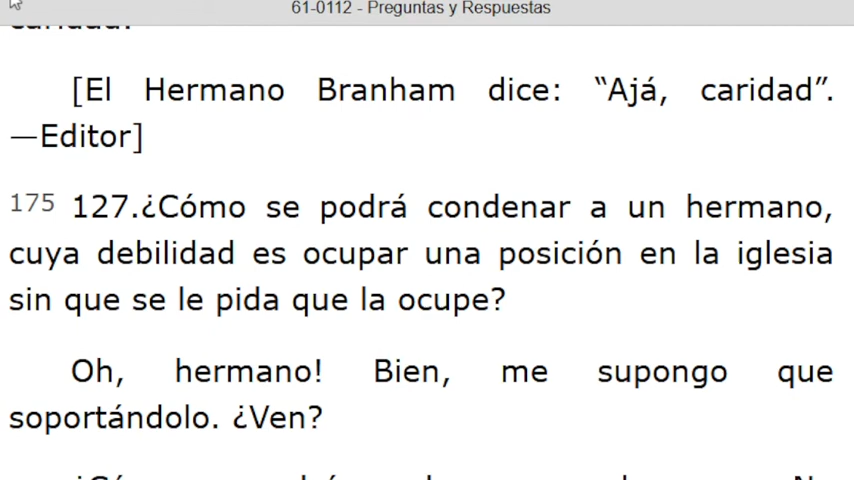 61-0112 - Preguntas y Respuestas
caridad.
[El Hermano Branham dice: “Ajá, caridad”.
—Editor]
175 127.¿Cómo se podrá condenar a un hermano,
cuya debilidad es ocupar una posición en la iglesia
sin que se le pida que la ocupe?
Oh, hermano! Bien, me supongo que
soportándolo. ¿Ven?